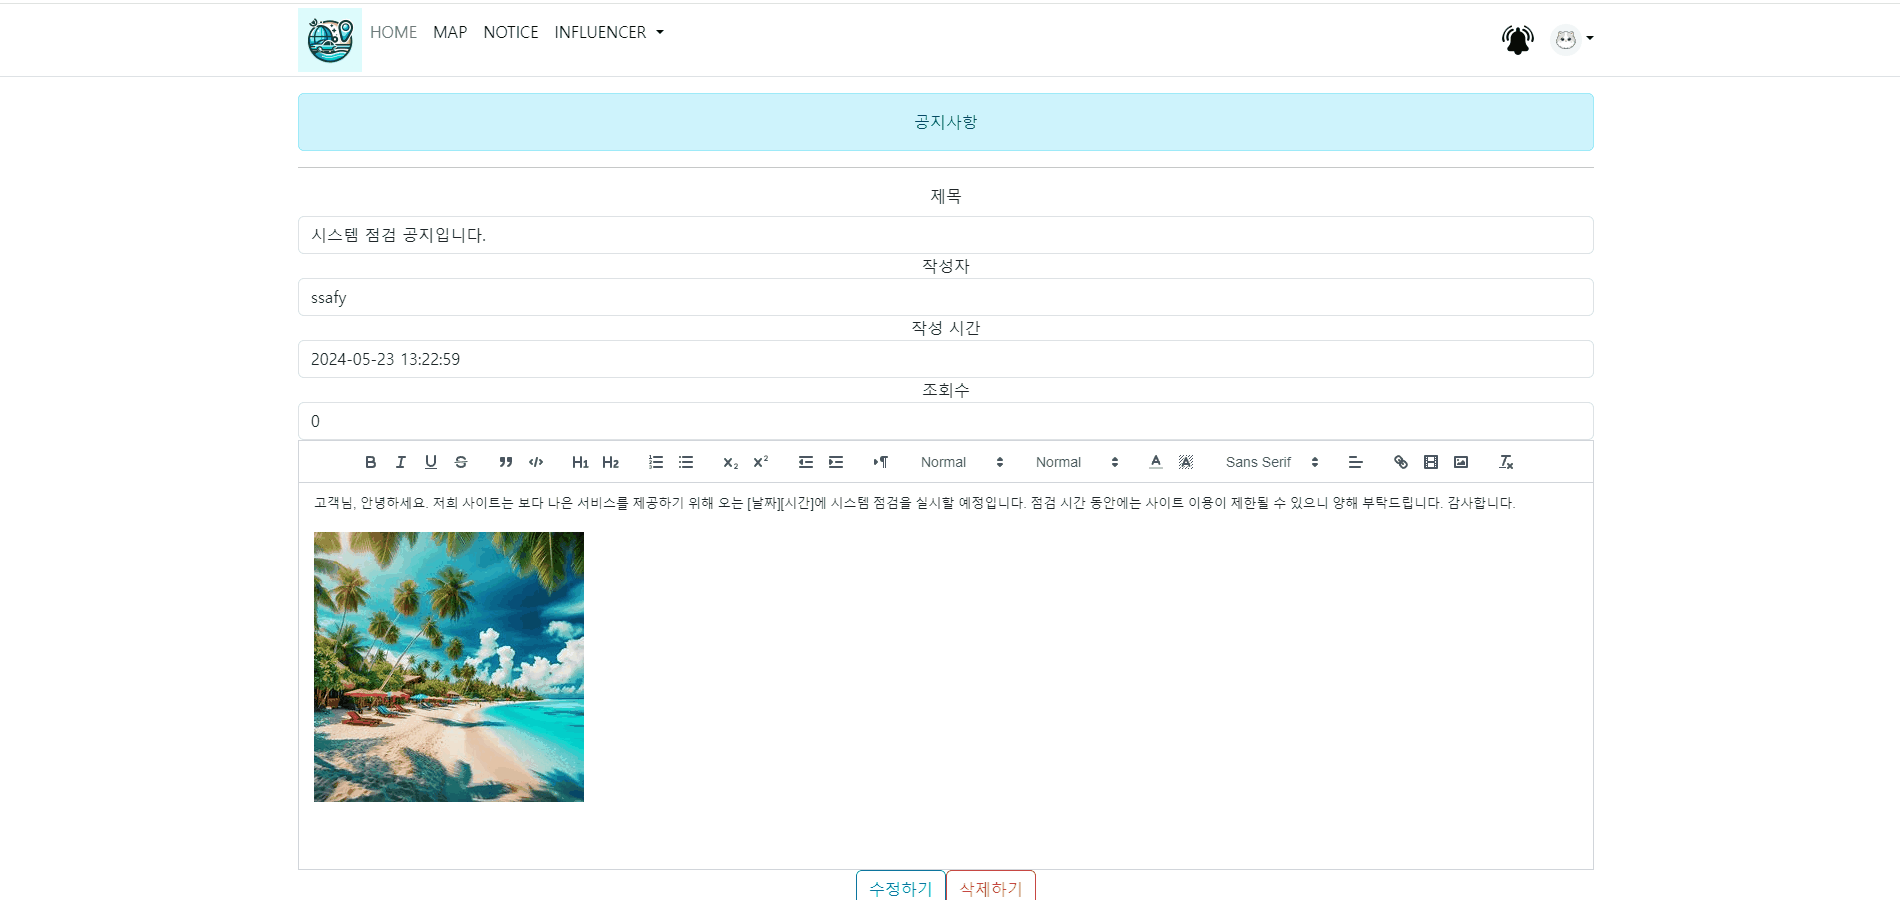 HOME MAP NOTICE INFLUENCER
공지사항
제목
시스템 점검 공지입니다.
작성자
ssafy
작성 시간
2024-05-23 13:22:59
조회수
0
B I U S H1 H2 x₂ x² Normal Normal A A Sans Serif Tx
고객님, 안녕하세요. 저희 사이트는 보다 나은 서비스를 제공하기 위해 오는 [날짜][시간]에 시스템 점검을 실시할 예정입니다. 점검 시간 동안에는 사이트 이용이 제한될 수 있으니 양해 부탁드립니다. 감사합니다.
수정하기 삭제하기